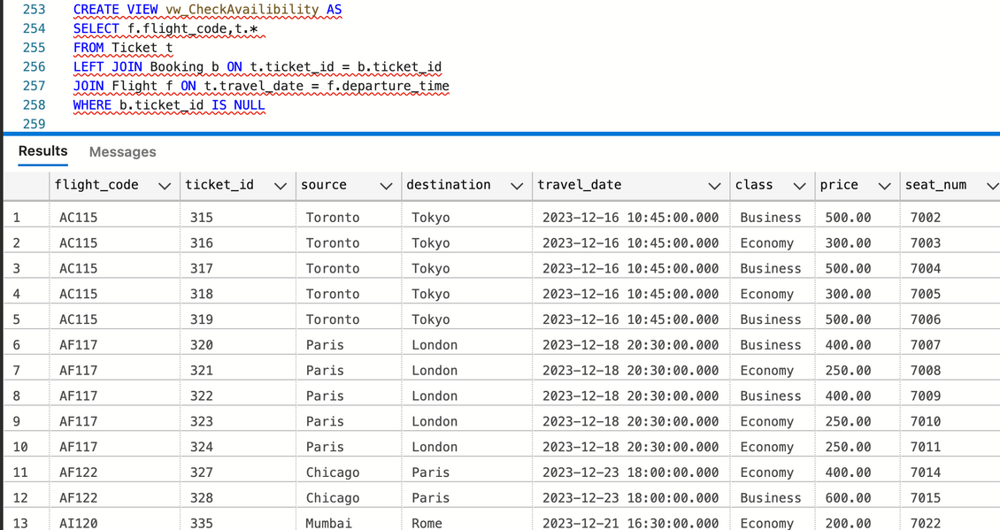 253 CREATE VIEW vw_CheckAvailibility AS
254 SELECT f.flight_code,t.*
255 FROM Ticket t
256 LEFT JOIN Booking b ON t.ticket_id = b.ticket_id
257 JOIN Flight f ON t.travel_date = f.departure_time
258 WHERE b.ticket_id IS NULL
259
Results Messages
flight_code ticket_id source destination travel_date class price seat_num
1 AC115 315 Toronto Tokyo 2023-12-16 10:45:00.000 Business 500.00 7002
2 AC115 316 Toronto Tokyo 2023-12-16 10:45:00.000 Economy 300.00 7003
3 AC115 317 Toronto Tokyo 2023-12-16 10:45:00.000 Business 500.00 7004
4 AC115 318 Toronto Tokyo 2023-12-16 10:45:00.000 Economy 300.00 7005
5 AC115 319 Toronto Tokyo 2023-12-16 10:45:00.000 Business 500.00 7006
6 AF117 320 Paris London 2023-12-18 20:30:00.000 Business 400.00 7007
7 AF117 321 Paris London 2023-12-18 20:30:00.000 Economy 250.00 7008
8 AF117 322 Paris London 2023-12-18 20:30:00.000 Business 400.00 7009
9 AF117 323 Paris London 2023-12-18 20:30:00.000 Economy 250.00 7010
10 AF117 324 Paris London 2023-12-18 20:30:00.000 Economy 250.00 7011
11 AF122 327 Chicago Paris 2023-12-23 18:00:00.000 Economy 400.00 7014
12 AF122 328 Chicago Paris 2023-12-23 18:00:00.000 Business 600.00 7015
13 AI120 335 Mumbai Rome 2023-12-21 16:30:00.000 Economy 200.00 7022